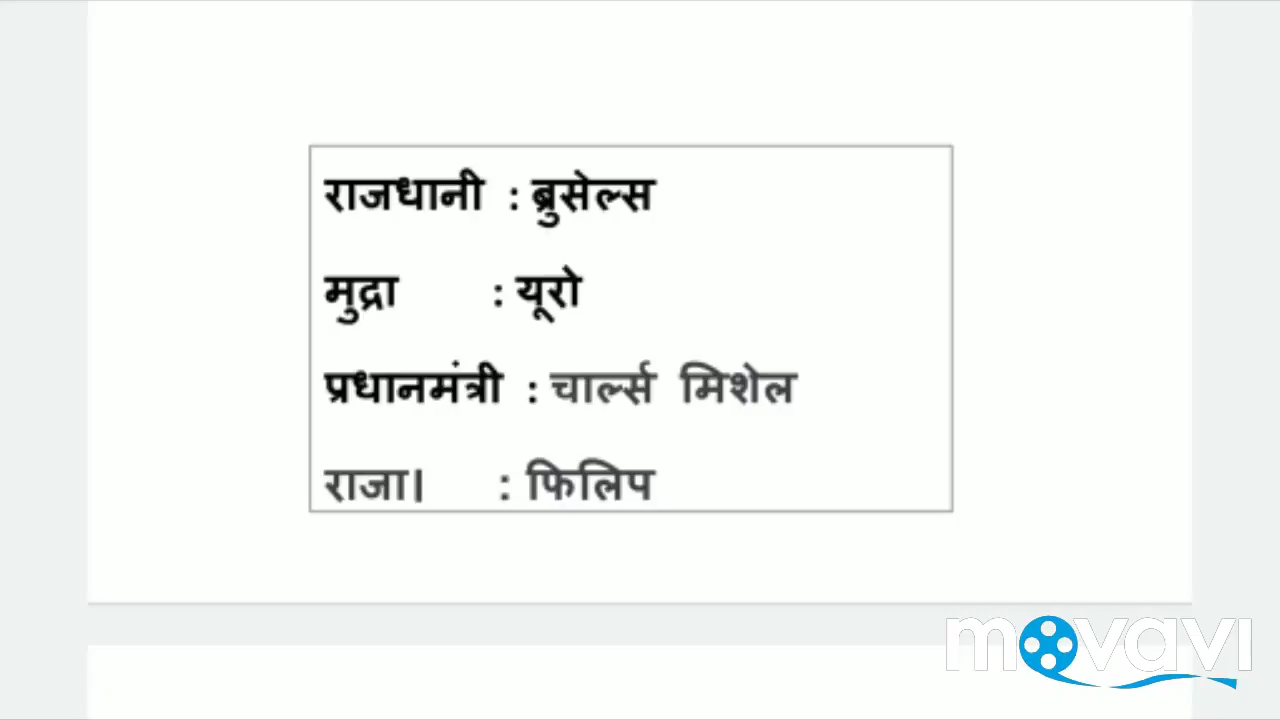 राजधानी : ब्रुसेल्स
मुद्रा : यूरो
प्रधानमंत्री : चार्ल्स मिशेल
राजा। : फिलिप
movavi